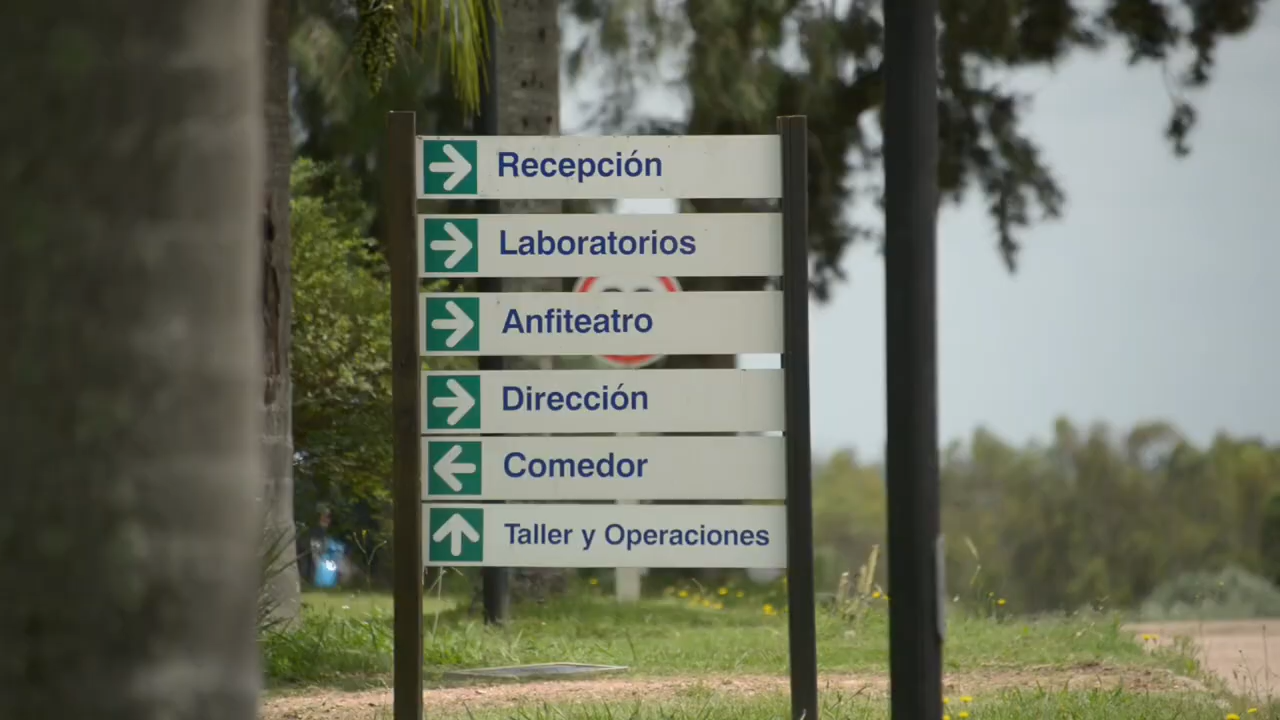 Recepción
Laboratorios
Anfiteatro
Dirección
Comedor
Taller y Operaciones